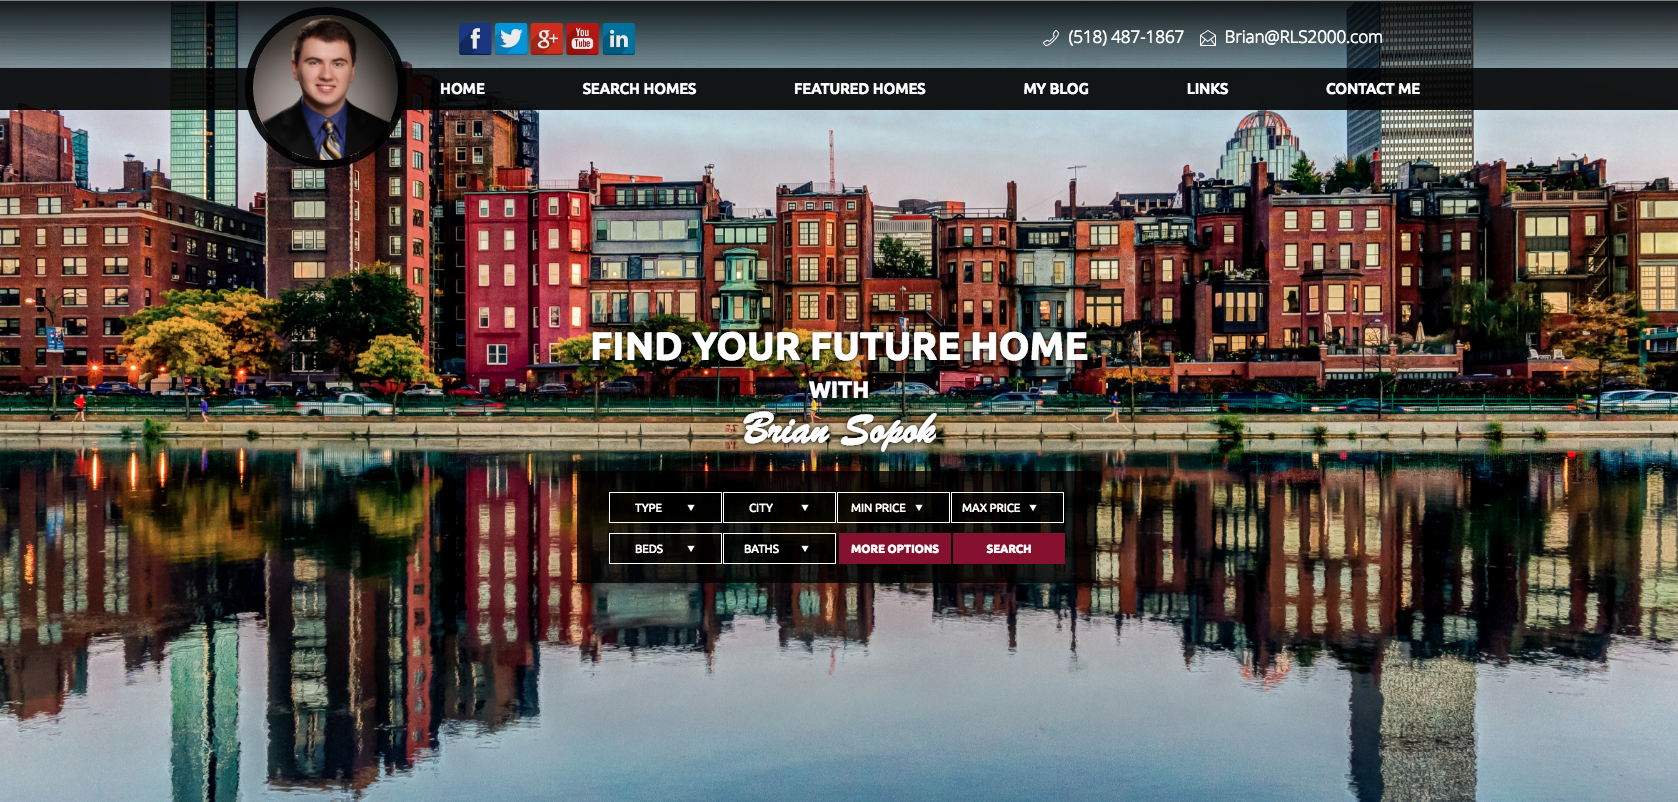 f g+ You Tube in
(518) 487-1867 Brian@RLS2000.com
HOME SEARCH HOMES FEATURED HOMES MY BLOG LINKS CONTACT ME
FIND YOUR FUTURE HOME
WITH
Brian Sopok
TYPE CITY MIN PRICE MAX PRICE
BEDS BATHS MORE OPTIONS SEARCH